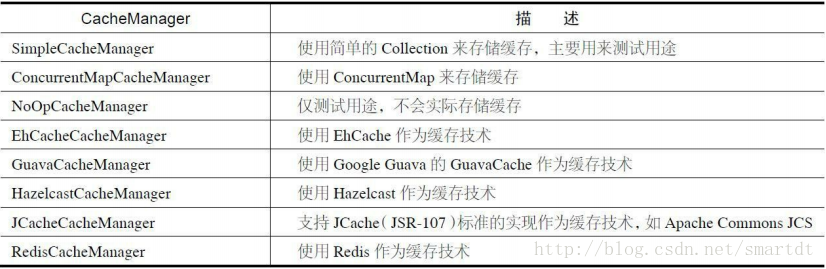 CacheManager 描 述
SimpleCacheManager 使用简单的 Collection 来存储缓存，主要用来测试用途
ConcurrentMapCacheManager 使用 ConcurrentMap 来存储缓存
NoOpCacheManager 仅测试用途，不会实际存储缓存
EhCacheCacheManager 使用 EhCache 作为缓存技术
GuavaCacheManager 使用 Google Guava 的 GuavaCache 作为缓存技术
HazelcastCacheManager 使用 Hazelcast 作为缓存技术
JCacheCacheManager 支持 JCache（JSR-107）标准的实现作为缓存技术，如 Apache Commons JCS
RedisCacheManager 使用 Redis 作为缓存技术
http://blog.csdn.net/smartdt